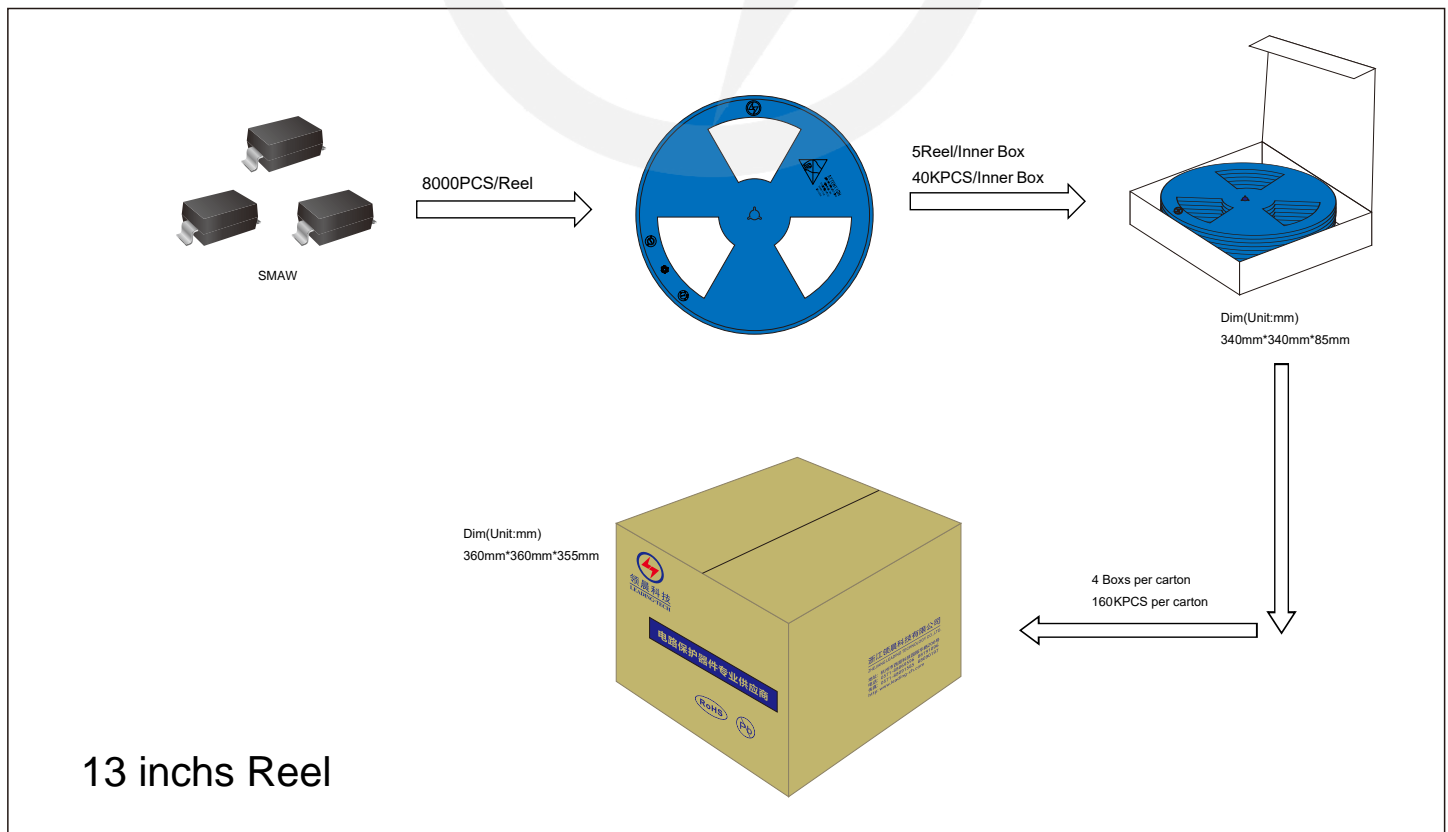 8000PCS/Reel
5Reel/Inner Box
40KPCS/Inner Box
SMAW
Dim(Unit:mm)
340mm*340mm*85mm
Dim(Unit:mm)
360mm*360mm*355mm
领晨科技
LEADING-TECH
电路保护器件专业供应商
RoHS
Pb
浙江领晨科技有限公司
4 Boxs per carton
160KPCS per carton
13 inchs Reel